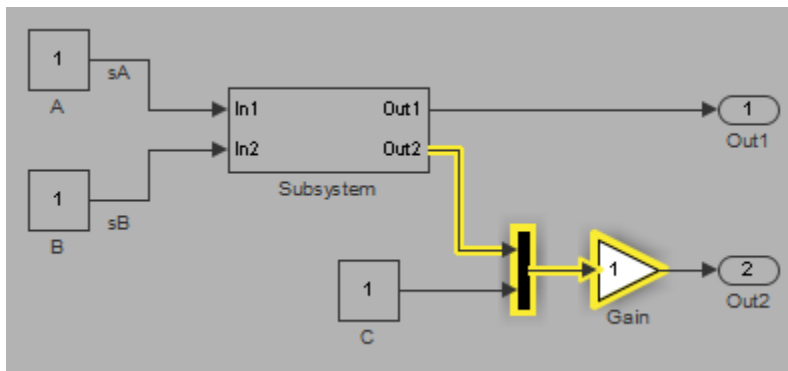 1
sA
A
In1 Out1
In2 Out2
Subsystem
1
Out1
1
sB
B
1
C
1
Gain
2
Out2